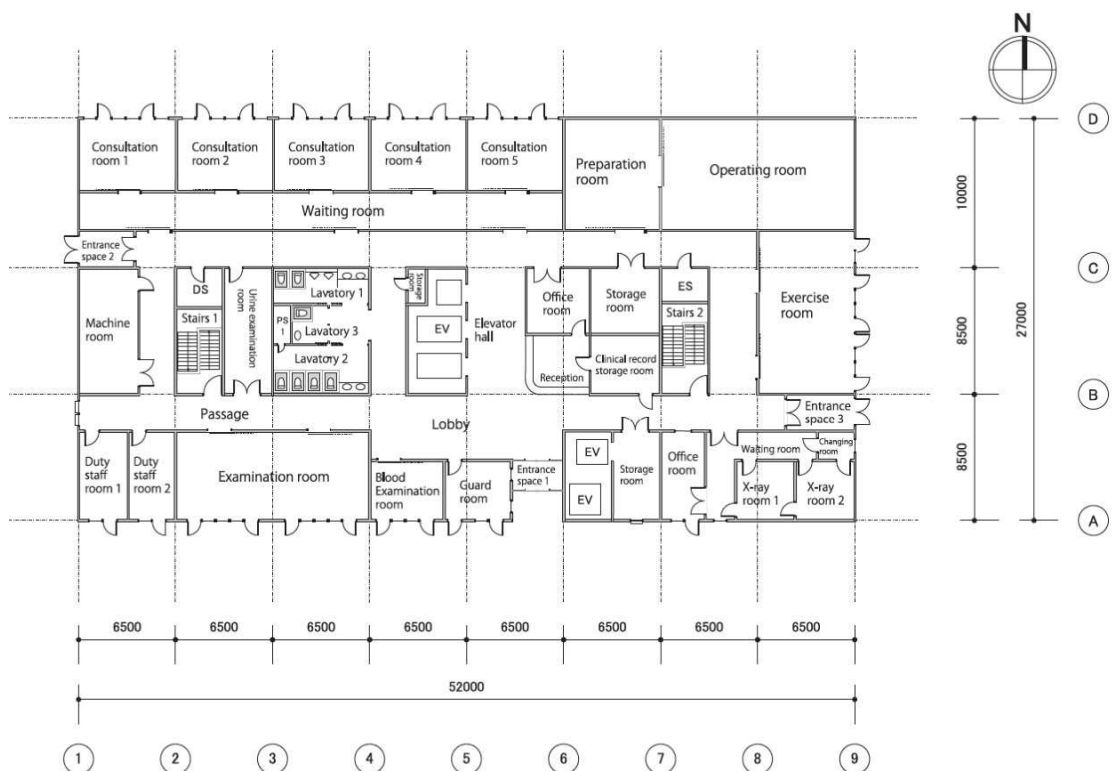 N
D
Consultation
room 1
Consultation
room 2
Consultation
room 3
Consultation
room 4
Consultation
room 5
Preparation
room
Operating room
Waiting room
10000
Entrance
space 2
C
DS
Urine examination
room
Lavatory 1
Storage
room
Office
room
Storage
room
ES
Exercise
room
Machine
room
Stairs 1
PS
1
Lavatory 3
EV
Elevator
hall
Stairs 2
8500
27000
Lavatory 2
Reception
Clinical record
storage room
B
Passage
Lobby
Entrance
space 3
Duty
staff
room 1
Duty
staff
room 2
Examination room
Blood
Examination
room
Guard
room
Entrance
space 1
EV
EV
Storage
room
Office
room
Waiting room
Changing
room
X-ray
room 1
X-ray
room 2
8500
A
6500
6500
6500
6500
6500
6500
6500
6500
52000
1
2
3
4
5
6
7
8
9